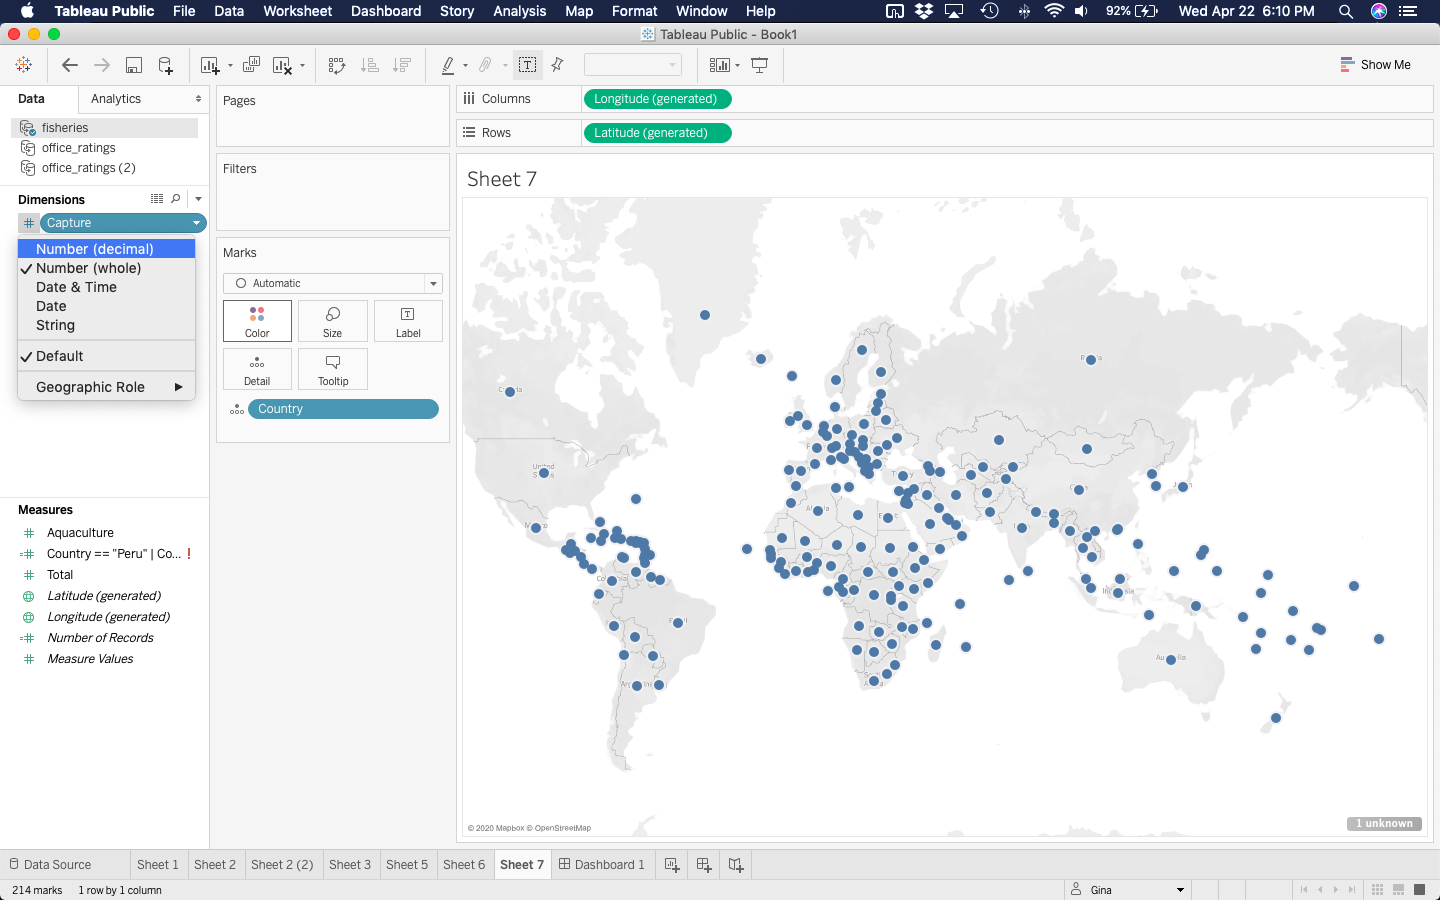 Tableau Public File Data Worksheet Dashboard Story Analysis Map Format Window Help 92% Wed Apr 22 6:10 PM
Tableau Public - Book1
Show Me
Data Analytics
Pages
Columns Longitude (generated)
fisheries
office_ratings
office_ratings (2)
Rows Latitude (generated)
Filters
Sheet 7
Dimensions
Capture
Number (decimal)
Number (whole)
Date & Time
Date
String
Default
Geographic Role
Marks
Automatic
Color Size Label
Detail Tooltip
Country
Measures
Aquaculture
Country == "Peru" | Co... !
Total
Latitude (generated)
Longitude (generated)
Number of Records
Measure Values
United
© 2020 Mapbox © OpenStreetMap
1 unknown
Data Source Sheet 1 Sheet 2 Sheet 2 (2) Sheet 3 Sheet 5 Sheet 6 Sheet 7 Dashboard 1
214 marks 1 row by 1 column Gina